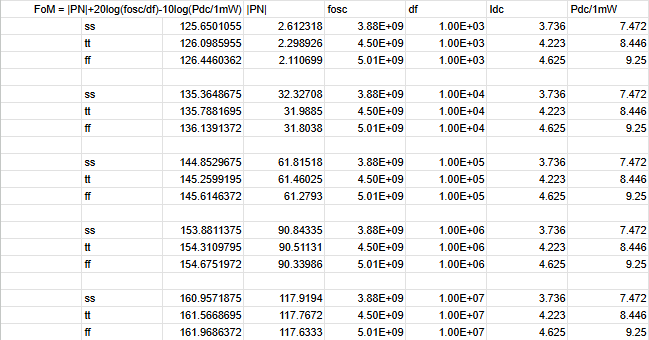 FoM = |PN|+20log(fosc/df)-10log(Pdc/1mW) |PN| fosc df Idc Pdc/1mW
ss 125.6501055 2.612318 3.88E+09 1.00E+03 3.736 7.472
tt 126.0985955 2.298926 4.50E+09 1.00E+03 4.223 8.446
ff 126.4460362 2.110699 5.01E+09 1.00E+03 4.625 9.25
ss 135.3648675 32.32708 3.88E+09 1.00E+04 3.736 7.472
tt 135.7881695 31.9885 4.50E+09 1.00E+04 4.223 8.446
ff 136.1391372 31.8038 5.01E+09 1.00E+04 4.625 9.25
ss 144.8529675 61.81518 3.88E+09 1.00E+05 3.736 7.472
tt 145.2599195 61.46025 4.50E+09 1.00E+05 4.223 8.446
ff 145.6146372 61.2793 5.01E+09 1.00E+05 4.625 9.25
ss 153.8811375 90.84335 3.88E+09 1.00E+06 3.736 7.472
tt 154.3109795 90.51131 4.50E+09 1.00E+06 4.223 8.446
ff 154.6751972 90.33986 5.01E+09 1.00E+06 4.625 9.25
ss 160.9571875 117.9194 3.88E+09 1.00E+07 3.736 7.472
tt 161.5668695 117.7672 4.50E+09 1.00E+07 4.223 8.446
ff 161.9686372 117.6333 5.01E+09 1.00E+07 4.625 9.25